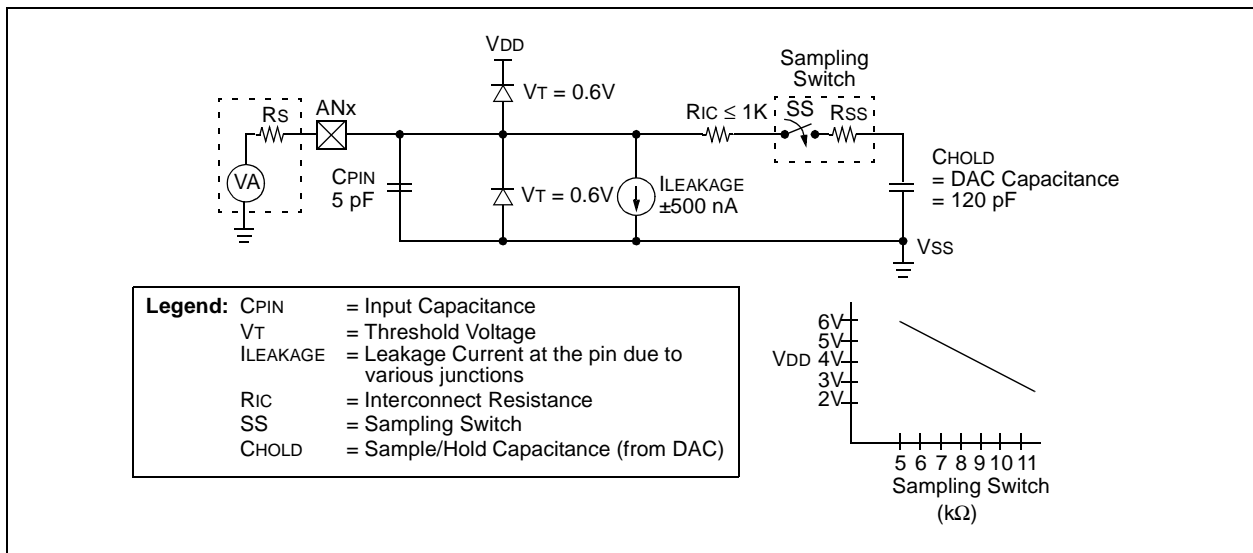 VDD
Sampling
Switch
VT = 0.6V
RS
ANx
RIC ≤ 1K
SS
RSS
VA
CPIN
5 pF
VT = 0.6V
ILEAKAGE
±500 nA
CHOLD
= DAC Capacitance
= 120 pF
VSS
Legend: CPIN = Input Capacitance
VT = Threshold Voltage
ILEAKAGE = Leakage Current at the pin due to
various junctions
RIC = Interconnect Resistance
SS = Sampling Switch
CHOLD = Sample/Hold Capacitance (from DAC)
6V
5V
VDD 4V
3V
2V
5 6 7 8 9 10 11
Sampling Switch
(kΩ)